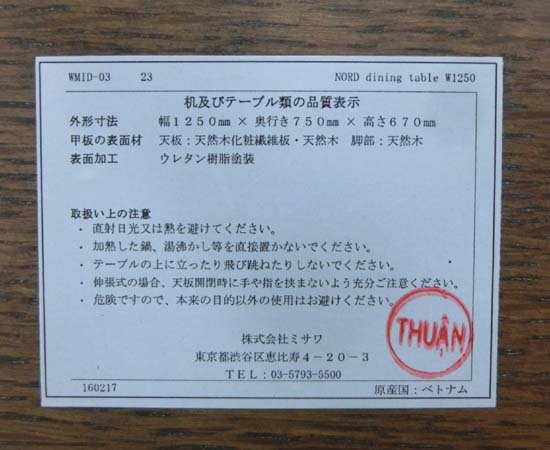 WMID-03 23 NORD dining table W1250
机及びテーブル類の品質表示
外形寸法 幅1250mm × 奥行き750mm × 高さ670mm
甲板の表面材 天板：天然木化粧繊維板・天然木 脚部：天然木
表面加工 ウレタン樹脂塗装
取扱い上の注意
・ 直射日光又は熱を避けてください。
・ 加熱した鍋、湯沸かし等を直接置かないでください。
・ テーブルの上に立ったり飛び跳ねたりしないでください。
・ 伸張式の場合、天板開閉時に手や指を挟まないよう充分ご注意ください。
・ 危険ですので、本来の目的以外の使用はお避けください。
THUẬN
株式会社ミサワ
東京都渋谷区恵比寿4－20－3
TEL：03-5793-5500
160217 原産国：ベトナム